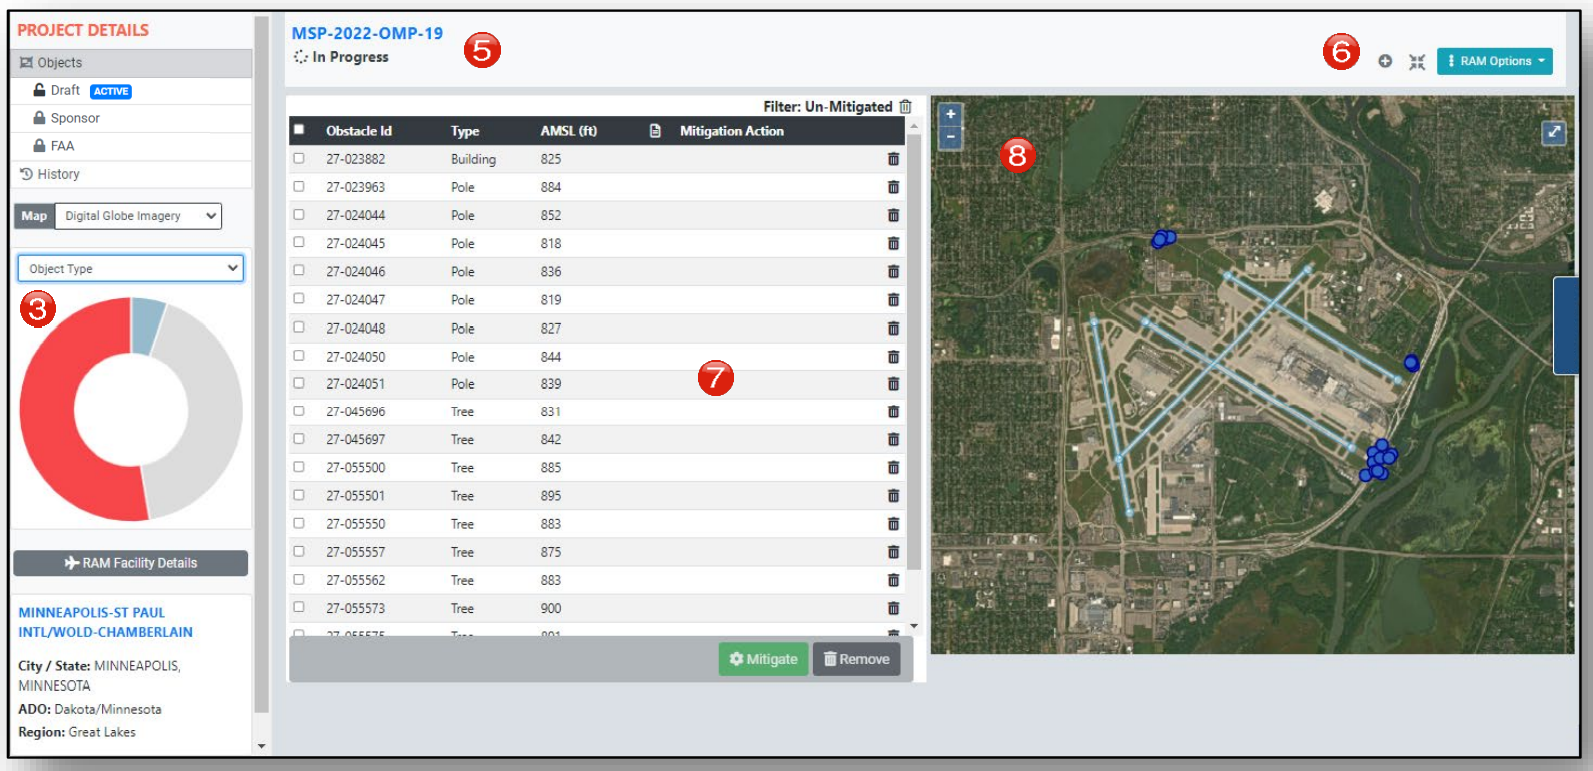 PROJECT DETAILS
Objects
Draft ACTIVE
Sponsor
FAA
History
Map Digital Globe Imagery
Object Type
3
RAM Facility Details
MINNEAPOLIS-ST PAUL
INTL/WOLD-CHAMBERLAIN
City / State: MINNEAPOLIS,
MINNESOTA
ADO: Dakota/Minnesota
Region: Great Lakes
MSP-2022-OMP-19
In Progress
5
6
RAM Options
Filter: Un-Mitigated
Obstacle Id Type AMSL (ft) Mitigation Action
27-023882 Building 825
27-023963 Pole 884
27-024044 Pole 852
27-024045 Pole 818
27-024046 Pole 836
27-024047 Pole 819
27-024048 Pole 827
27-024050 Pole 844
27-024051 Pole 839
27-045696 Tree 831
27-045697 Tree 842
27-055500 Tree 885
27-055501 Tree 895
27-055550 Tree 883
27-055557 Tree 875
27-055562 Tree 883
27-055573 Tree 900
7
Mitigate Remove
+
-
8